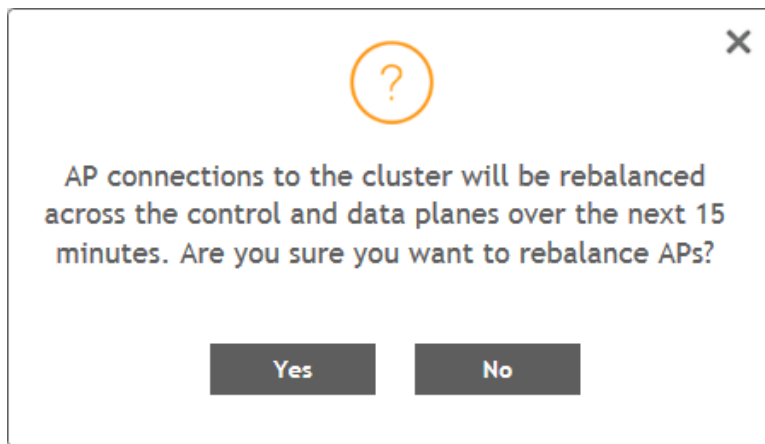 ?
AP connections to the cluster will be rebalanced
across the control and data planes over the next 15
minutes. Are you sure you want to rebalance APs?
Yes
No